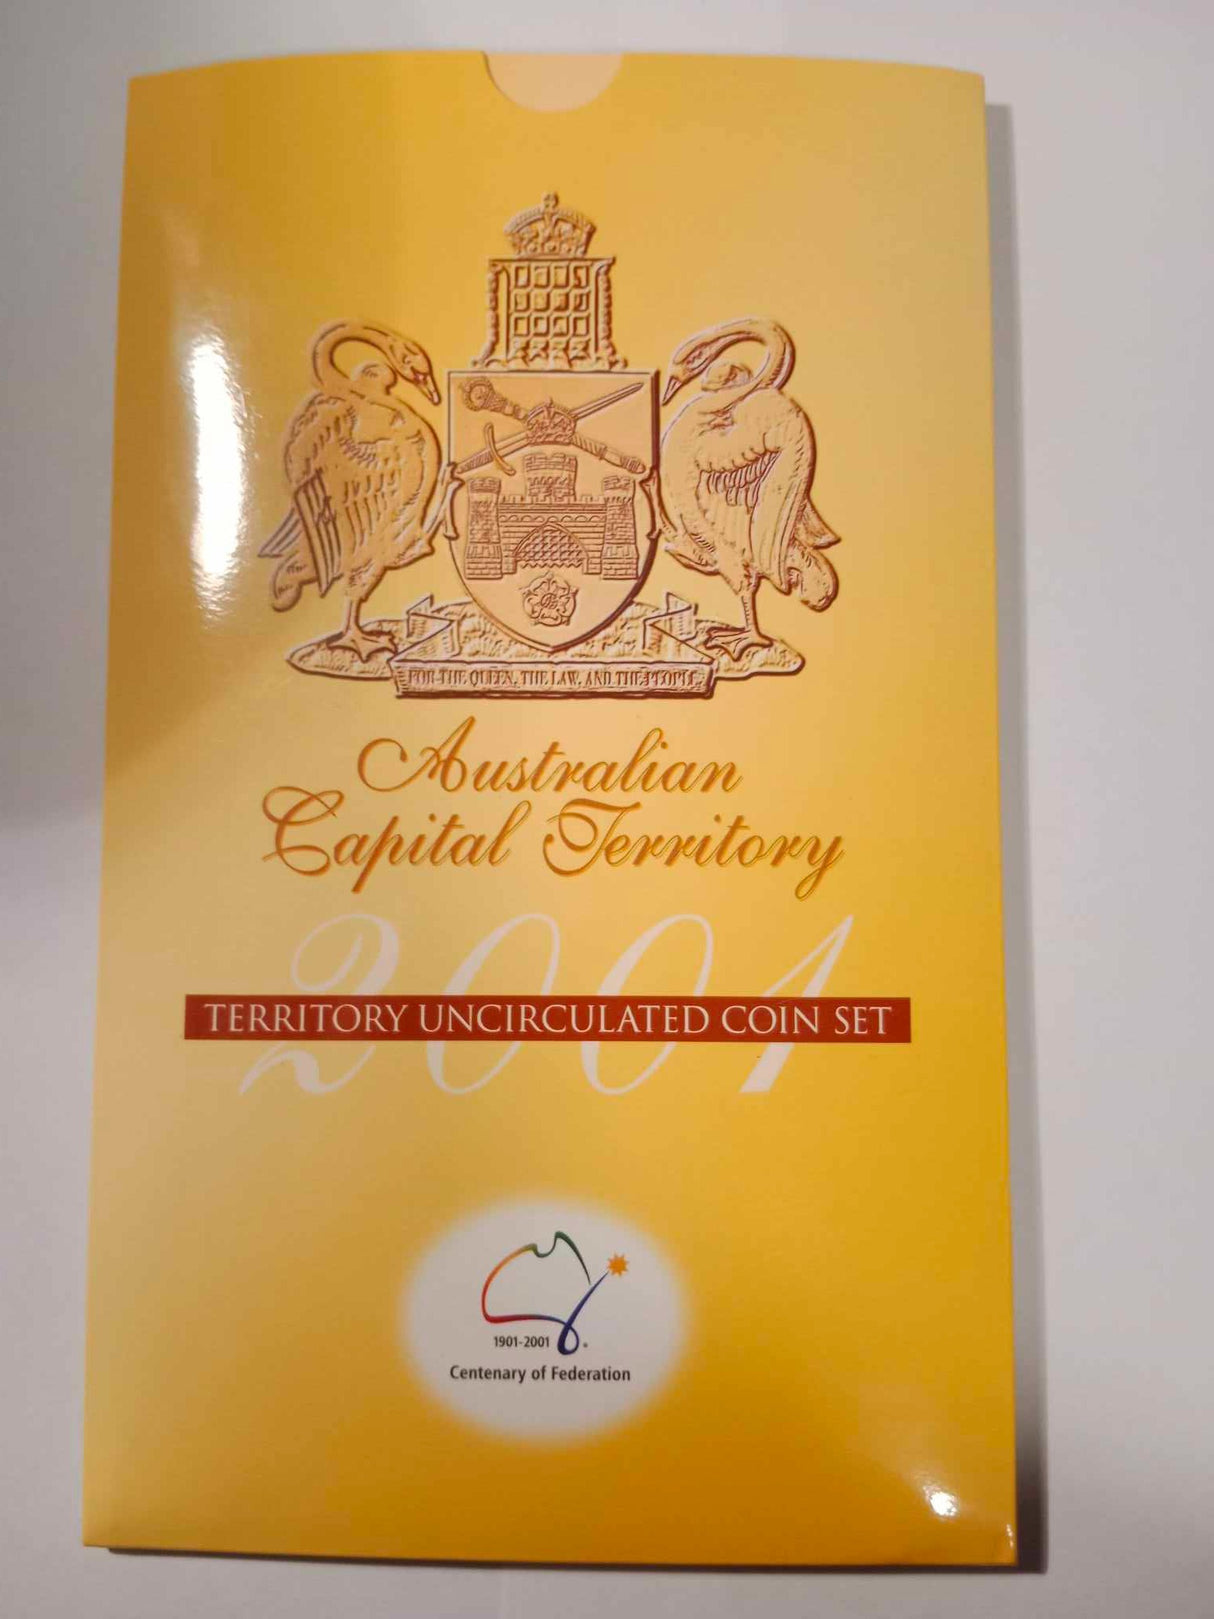 FOR THE QUEEN, THE LAW, AND THE PEOPLE
Australian
Capital Territory
2001
TERRITORY UNCIRCULATED COIN SET
1901-2001
Centenary of Federation